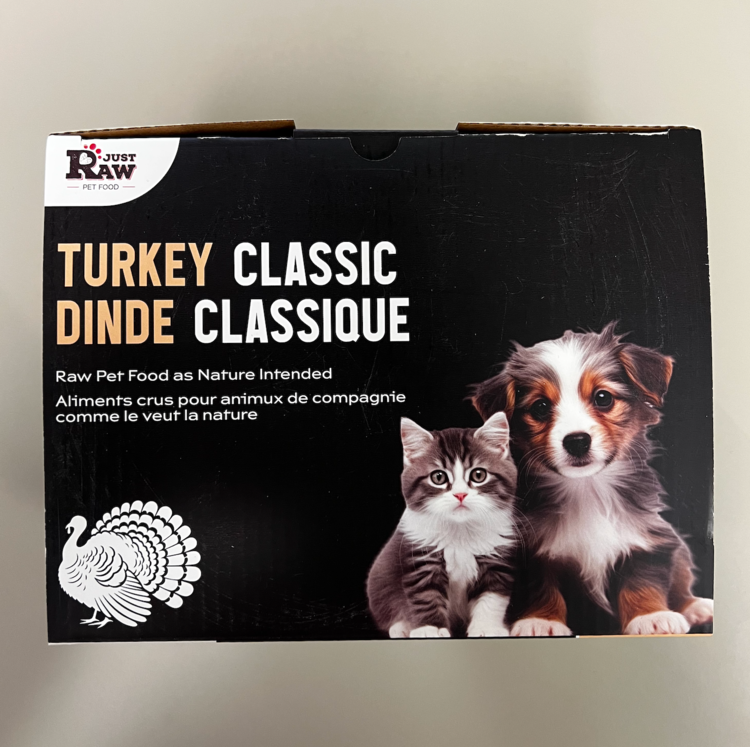 JUST
RAW
PET FOOD
TURKEY CLASSIC
DINDE CLASSIQUE
Raw Pet Food as Nature Intended
Aliments crus pour animux de compagnie
comme le veut la nature